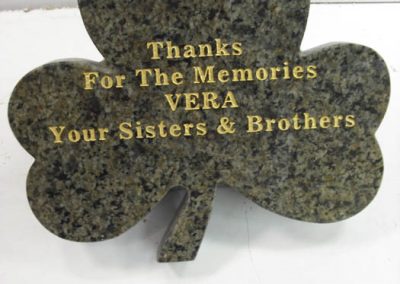 Thanks
For The Memories
VERA
Your Sisters & Brothers